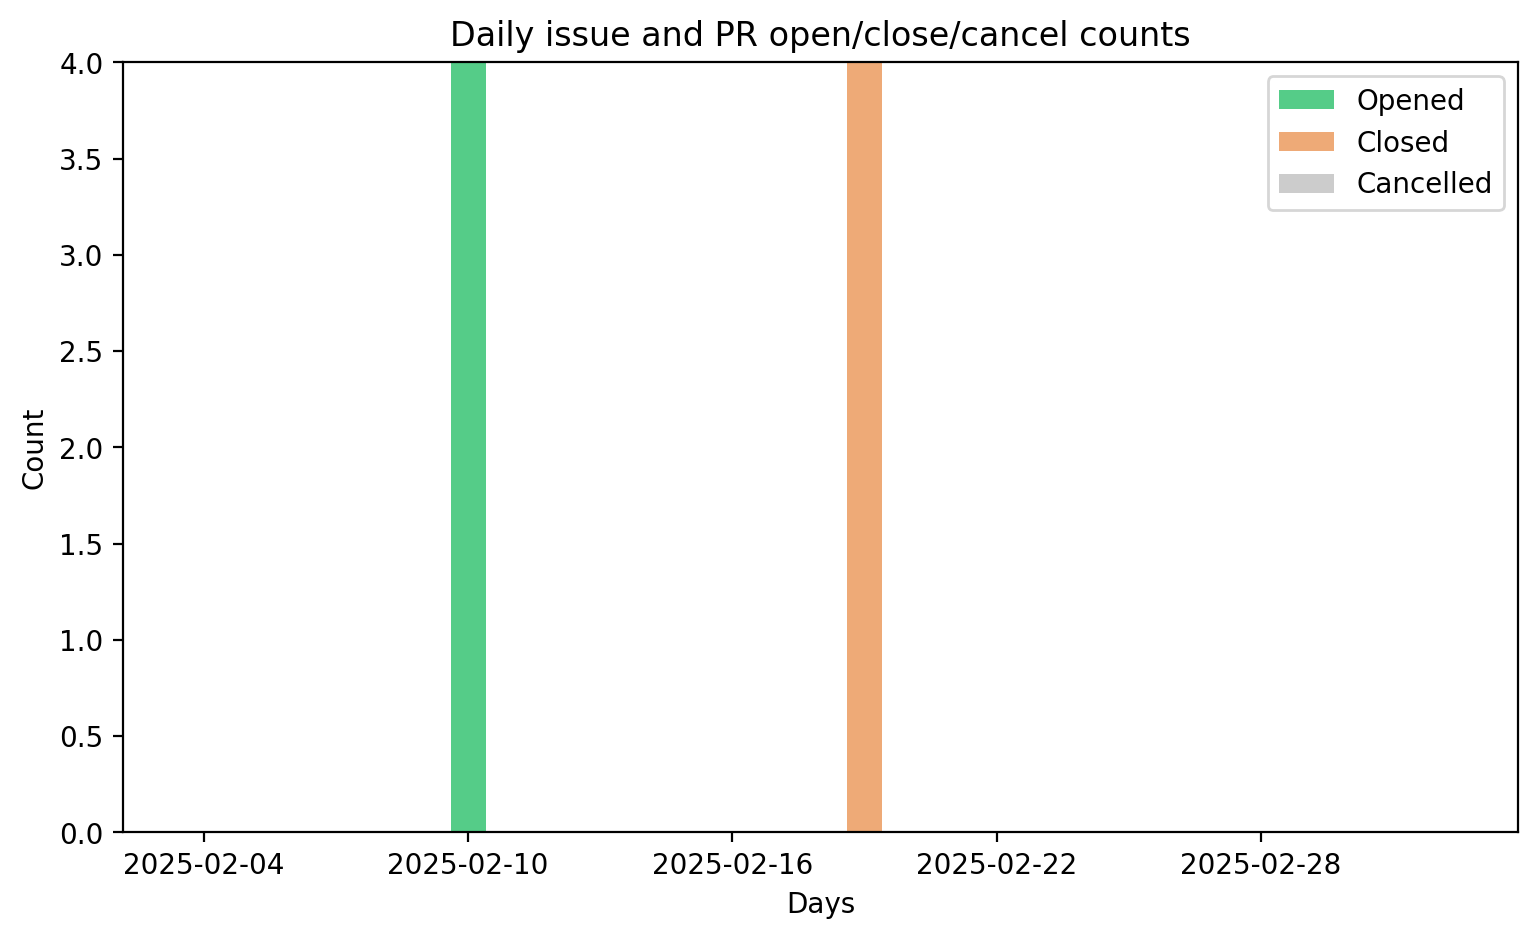 Daily issue and PR open/close/cancel counts
4.0
3.5
3.0
2.5
2.0
1.5
1.0
0.5
0.0
Count
Opened
Closed
Cancelled
2025-02-04 2025-02-10 2025-02-16 2025-02-22 2025-02-28
Days